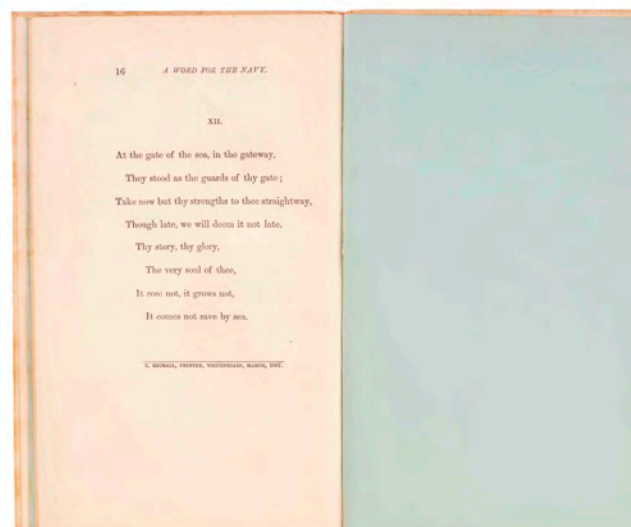 16 A WORD FOR THE NAVY.
XII.
At the gate of the sea, in the gateway,
They stood as the guards of thy gate;
Take now but thy strengths to thee straightway,
Though late, we will deem it not late.
Thy story, thy glory,
The very soul of thee,
It rose not, it grows not,
It comes not save by sea.
PRINTER, WHITEFRIARS, MARCH,